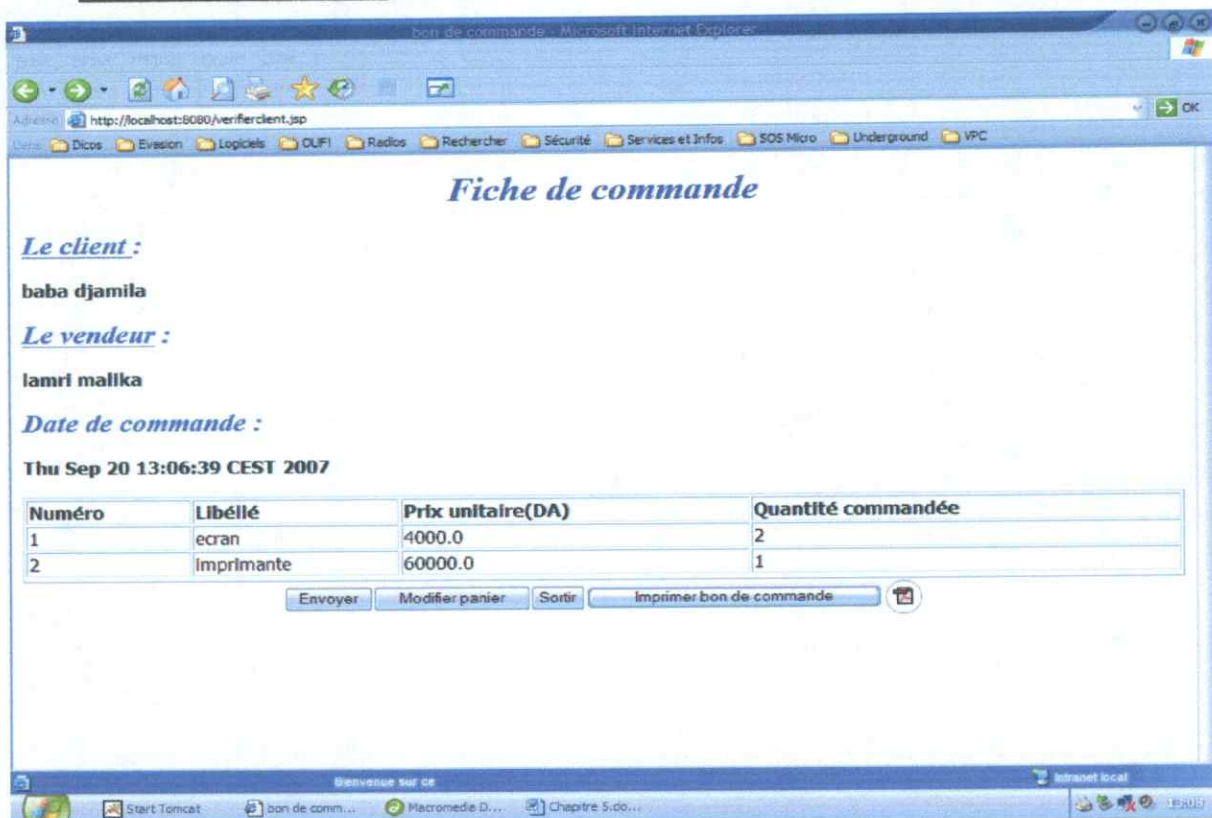 bon de commande - Microsoft Internet Explorer
Adresse http://localhost:8080/verifierclient.jsp OK
Liens Dicos Evasion Logiciels OUF! Radios Rechercher Sécurité Services et Infos SOS Micro Underground VPC
Fiche de commande
Le client :
baba djamila
Le vendeur :
lamri malika
Date de commande :
Thu Sep 20 13:06:39 CEST 2007
Numéro Libéllé Prix unitaire(DA) Quantité commandée
1 ecran 4000.0 2
2 imprimante 60000.0 1
Envoyer Modifier panier Sortir Imprimer bon de commande
Bienvenue sur ce Intranet local
Start Tomcat bon de comm... Macromedia D... Chapitre 5.do...